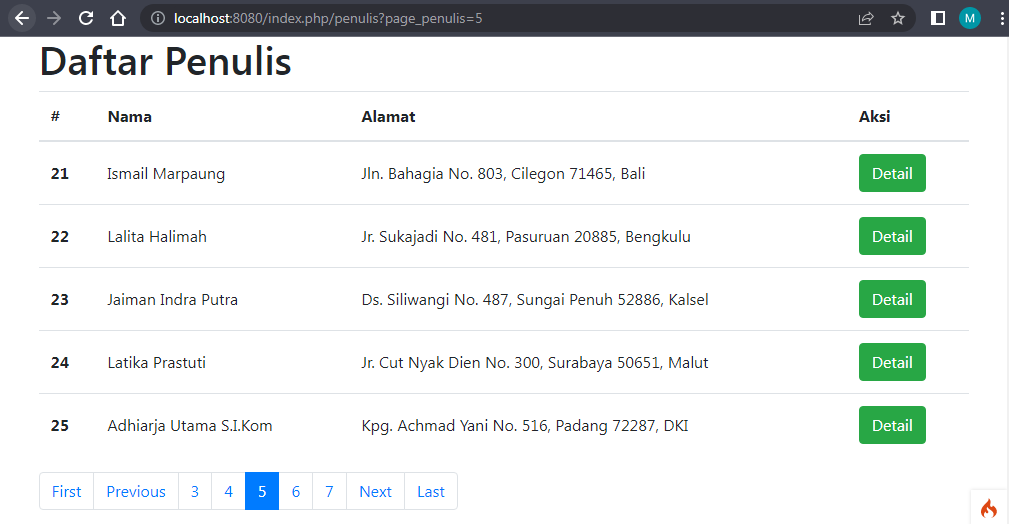 localhost:8080/index.php/penulis?page_penulis=5
M
Daftar Penulis
# Nama Alamat Aksi
21 Ismail Marpaung Jln. Bahagia No. 803, Cilegon 71465, Bali Detail
22 Lalita Halimah Jr. Sukajadi No. 481, Pasuruan 20885, Bengkulu Detail
23 Jaiman Indra Putra Ds. Siliwangi No. 487, Sungai Penuh 52886, Kalsel Detail
24 Latika Prastuti Jr. Cut Nyak Dien No. 300, Surabaya 50651, Malut Detail
25 Adhiarja Utama S.I.Kom Kpg. Achmad Yani No. 516, Padang 72287, DKI Detail
First Previous 3 4 5 6 7 Next Last